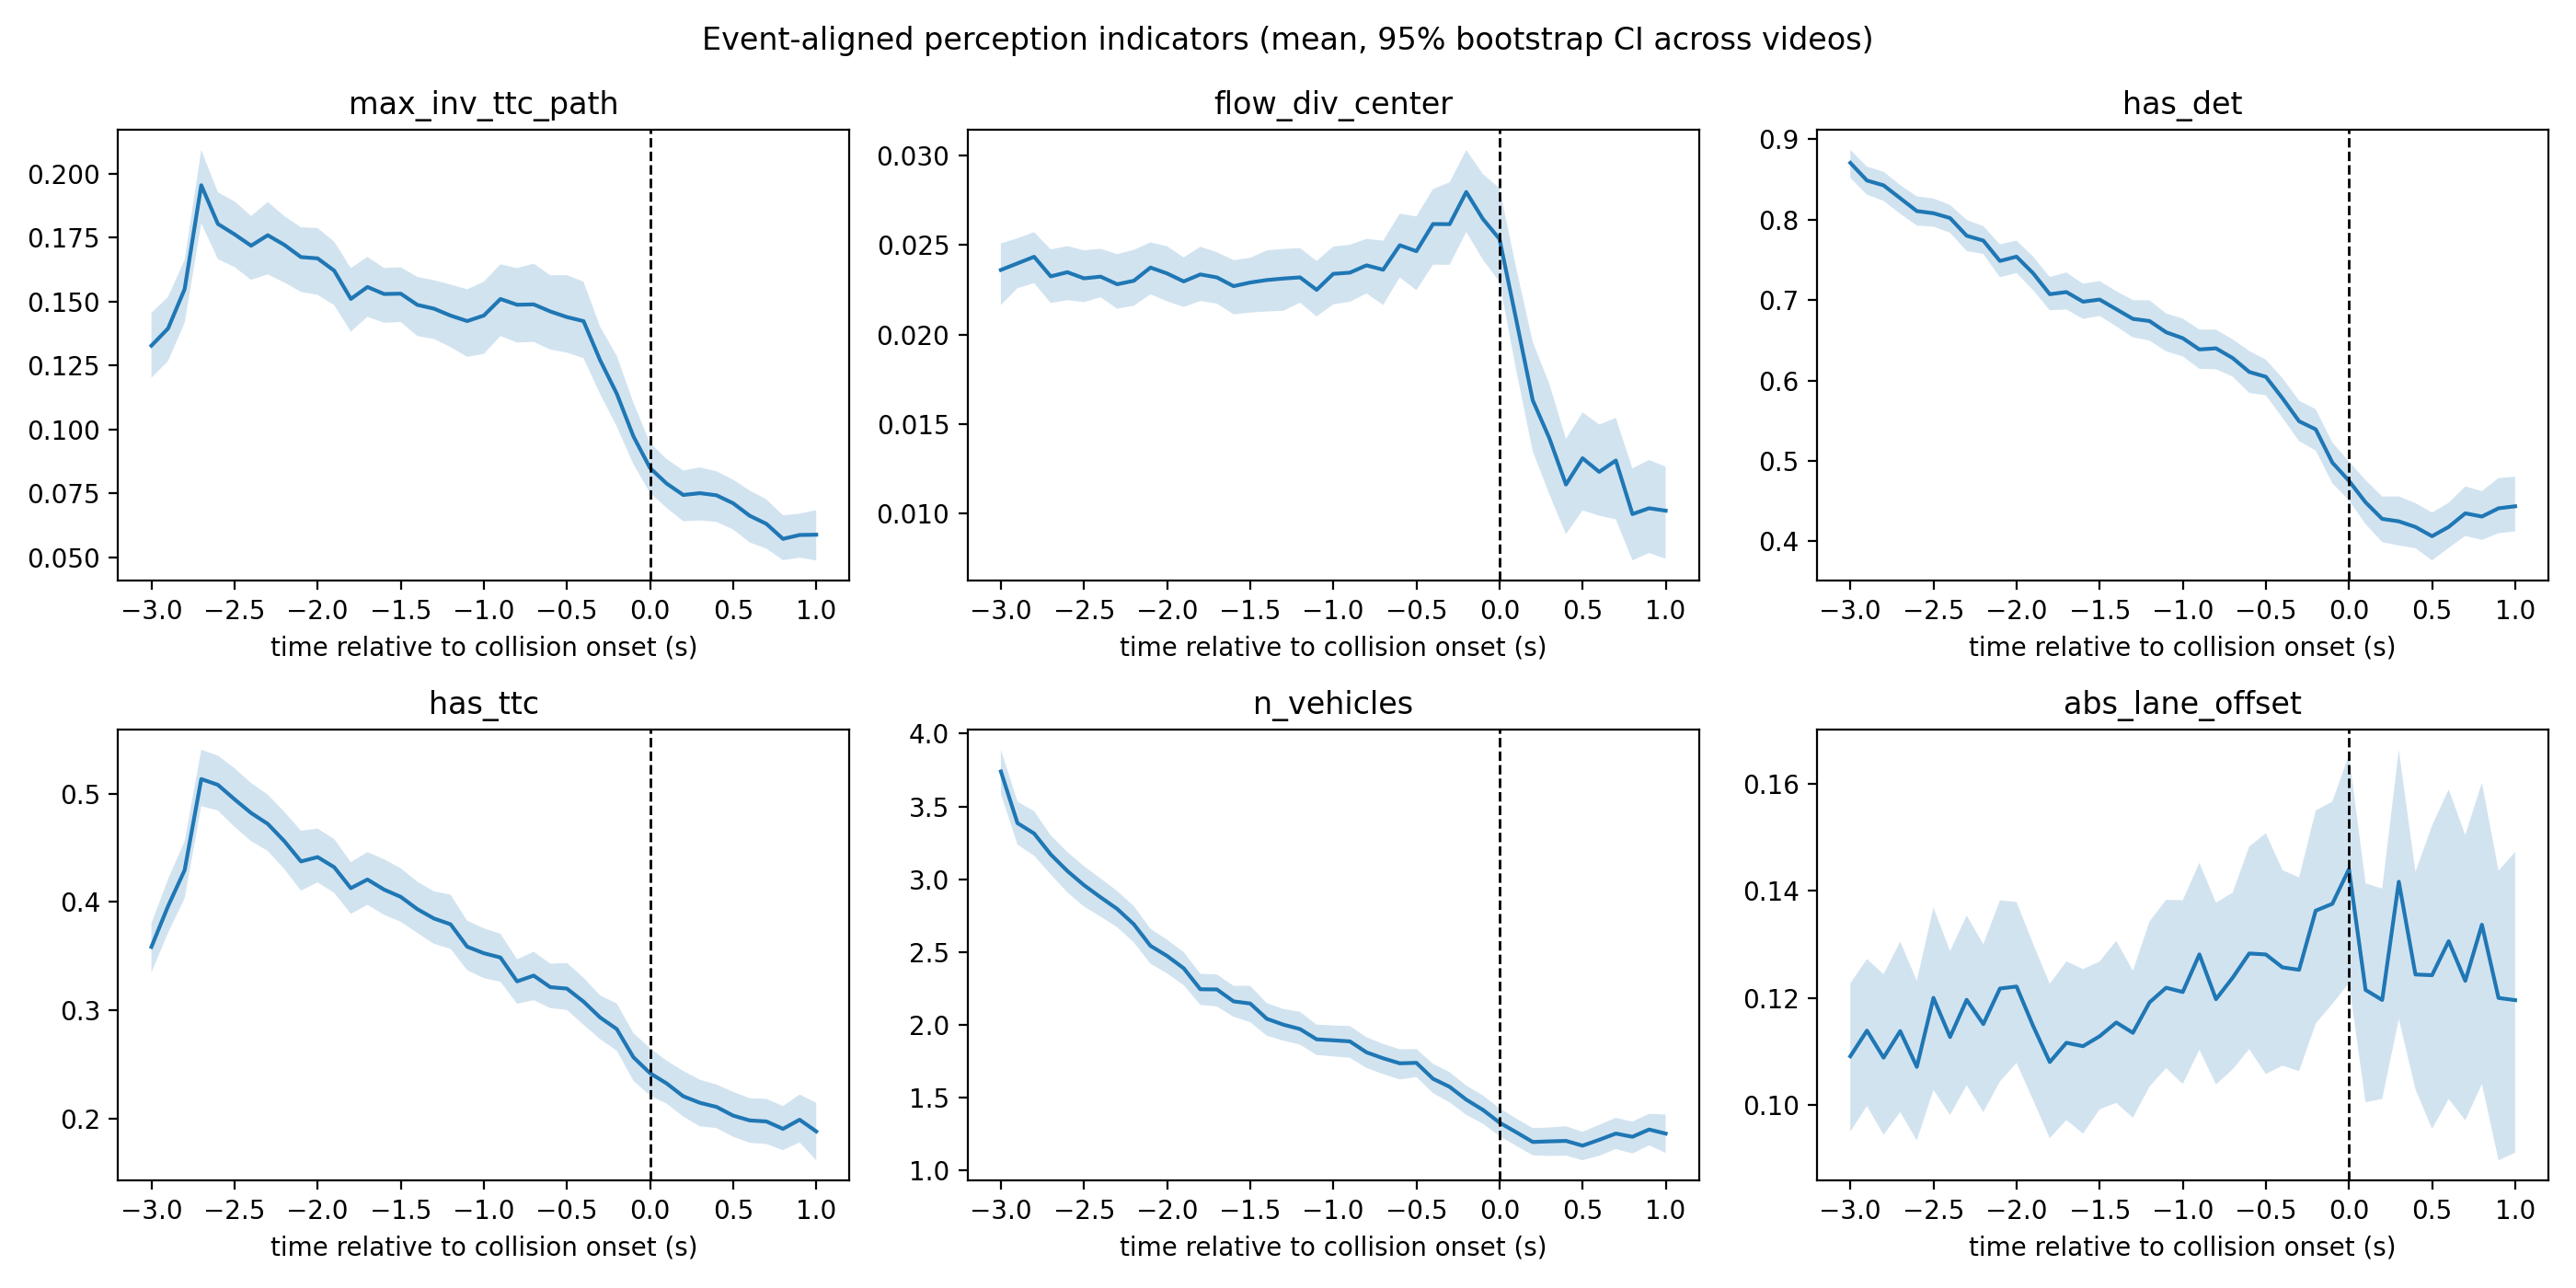 Event-aligned perception indicators (mean, 95% bootstrap CI across videos)
max_inv_ttc_path
0.200
0.175
0.150
0.125
0.100
0.075
0.050
−3.0 −2.5 −2.0 −1.5 −1.0 −0.5 0.0 0.5 1.0
time relative to collision onset (s)
flow_div_center
0.030
0.025
0.020
0.015
0.010
−3.0 −2.5 −2.0 −1.5 −1.0 −0.5 0.0 0.5 1.0
time relative to collision onset (s)
has_det
0.9
0.8
0.7
0.6
0.5
0.4
−3.0 −2.5 −2.0 −1.5 −1.0 −0.5 0.0 0.5 1.0
time relative to collision onset (s)
has_ttc
0.5
0.4
0.3
0.2
−3.0 −2.5 −2.0 −1.5 −1.0 −0.5 0.0 0.5 1.0
time relative to collision onset (s)
n_vehicles
4.0
3.5
3.0
2.5
2.0
1.5
1.0
−3.0 −2.5 −2.0 −1.5 −1.0 −0.5 0.0 0.5 1.0
time relative to collision onset (s)
abs_lane_offset
0.16
0.14
0.12
0.10
−3.0 −2.5 −2.0 −1.5 −1.0 −0.5 0.0 0.5 1.0
time relative to collision onset (s)